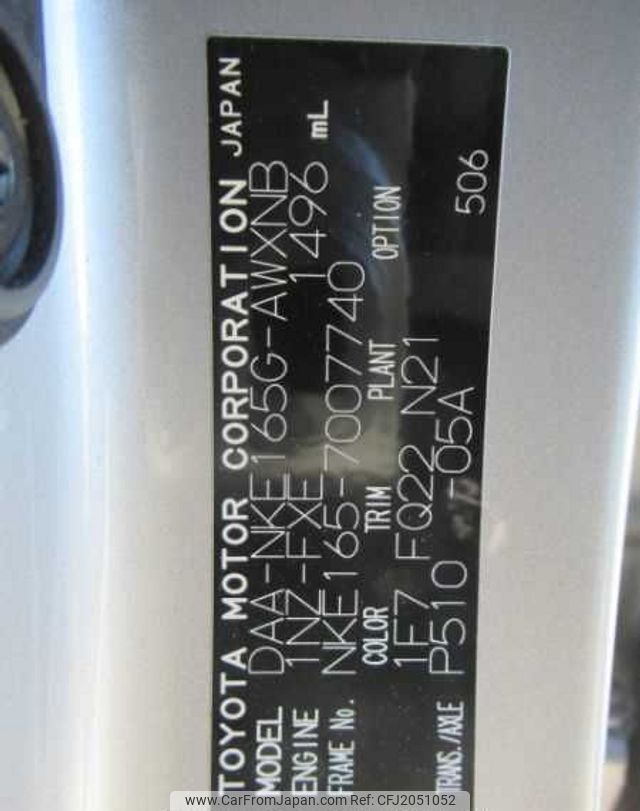 TOYOTA MOTOR CORPORATION JAPAN
MODEL DAA-NKE165G-AWXNB
ENGINE 1NZ-FXE 1496 mL
FRAME No. NKE165-7007740
COLOR TRIM PLANT OPTION
1F7 FQ22 N21
TRANS./AXLE P510 -05A 506
www.CarFromJapan.com | REF No. CFJ2051052